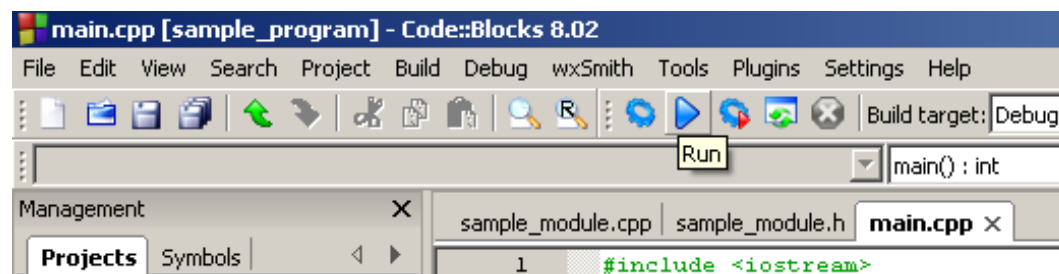 main.cpp [sample_program] - Code::Blocks 8.02
File Edit View Search Project Build Debug wxSmith Tools Plugins Settings Help
R Build target: Debug
Run
main() : int
Management
sample_module.cpp sample_module.h main.cpp
Projects Symbols
1 #include <iostream>